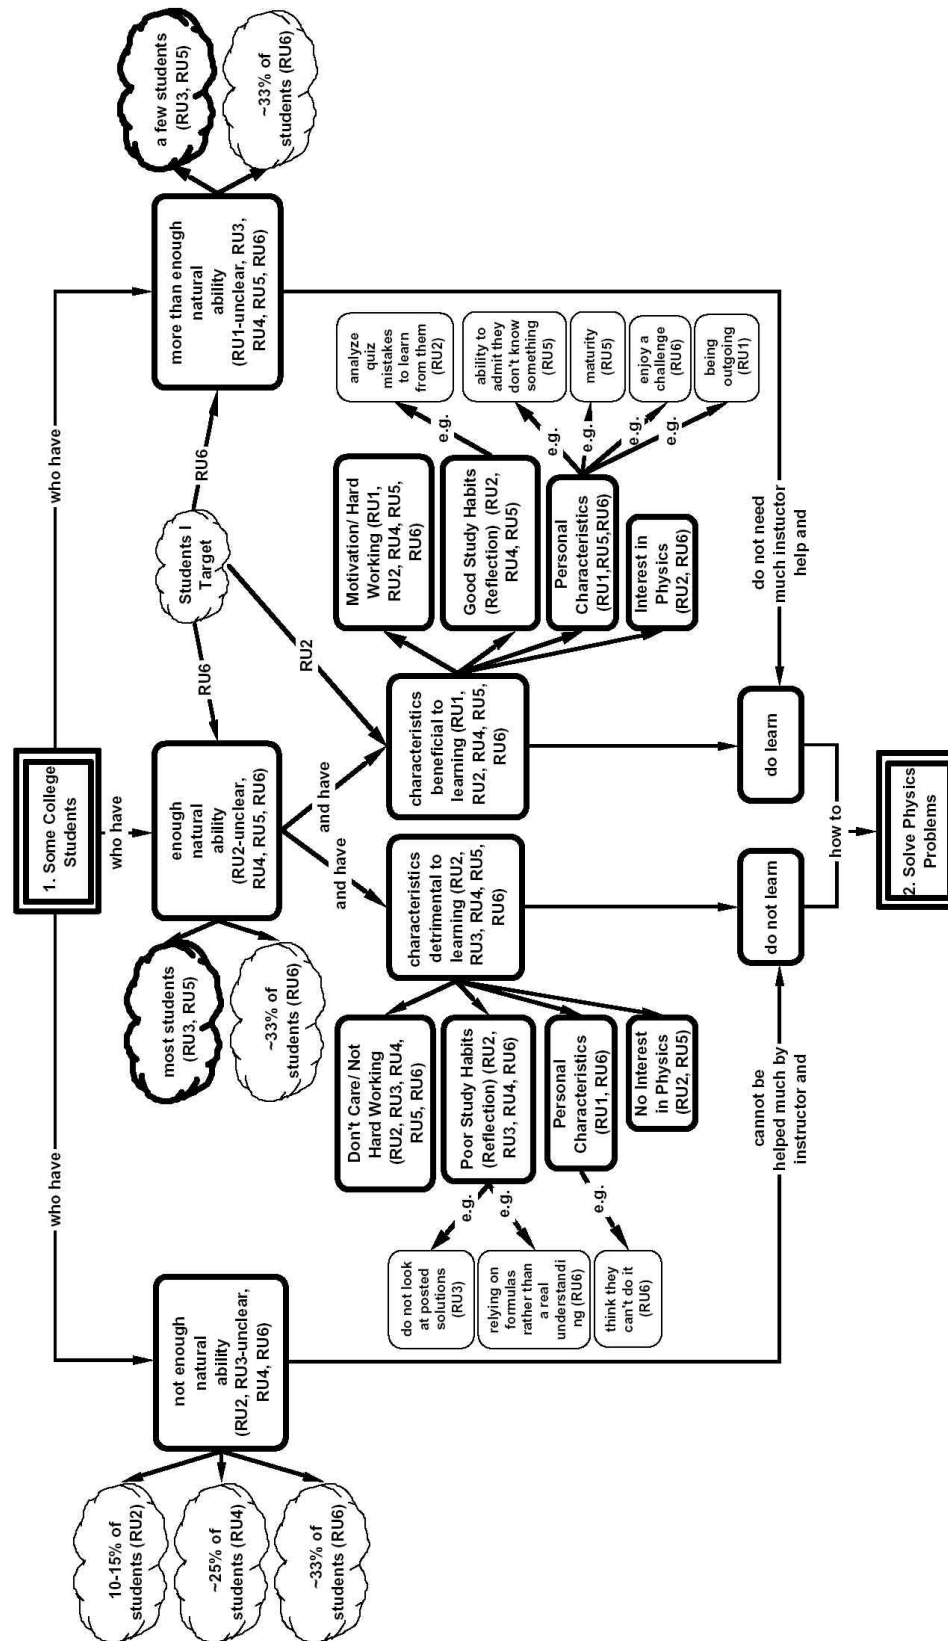 1. Some College
Students
who have
who have
who have
not enough
natural
ability
(RU2, RU3-unclear,
RU4, RU6)
10-15% of
students (RU2)
~25% of
students (RU4)
~33% of
students (RU6)
enough
natural
ability
(RU2-unclear,
RU4, RU5, RU6)
most students
(RU3, RU5)
~33% of
students (RU6)
Students I
Target
RU6
RU6
RU2
more than enough
natural
ability
(RU1-unclear, RU3,
RU4, RU5, RU6)
a few students
(RU3, RU5)
~33% of
students (RU6)
and have
and have
characteristics
detrimental to
learning (RU2,
RU3, RU4, RU5,
RU6)
Don't Care/ Not
Hard Working
(RU2, RU3, RU4,
RU5, RU6)
Poor Study Habits
(Reflection) (RU2,
RU3, RU4, RU6)
Personal
Characteristics
(RU1, RU6)
No Interest
in Physics
(RU2, RU5)
e.g.
e.g.
e.g.
do not look
at posted
solutions
(RU3)
relying on
formulas
rather than
a real
understandi
ng (RU6)
think they
can't do it
(RU6)
characteristics
beneficial to
learning (RU1,
RU2, RU4, RU5,
RU6)
Motivation/ Hard
Working (RU1,
RU2, RU4, RU5,
RU6)
Good Study Habits
(Reflection) (RU2,
RU4, RU5)
Personal
Characteristics
(RU1,RU5,RU6)
Interest in
Physics
(RU2, RU6)
e.g.
e.g.
e.g.
e.g.
e.g.
analyze
quiz
mistakes
to learn
from them
(RU2)
ability to
admit they
don't know
something
(RU5)
maturity
(RU5)
enjoy a
challenge
(RU6)
being
outgoing
(RU1)
cannot be
helped much by
instructor and
do not need
much instuctor
help and
do not learn
do learn
how to
2. Solve Physics
Problems